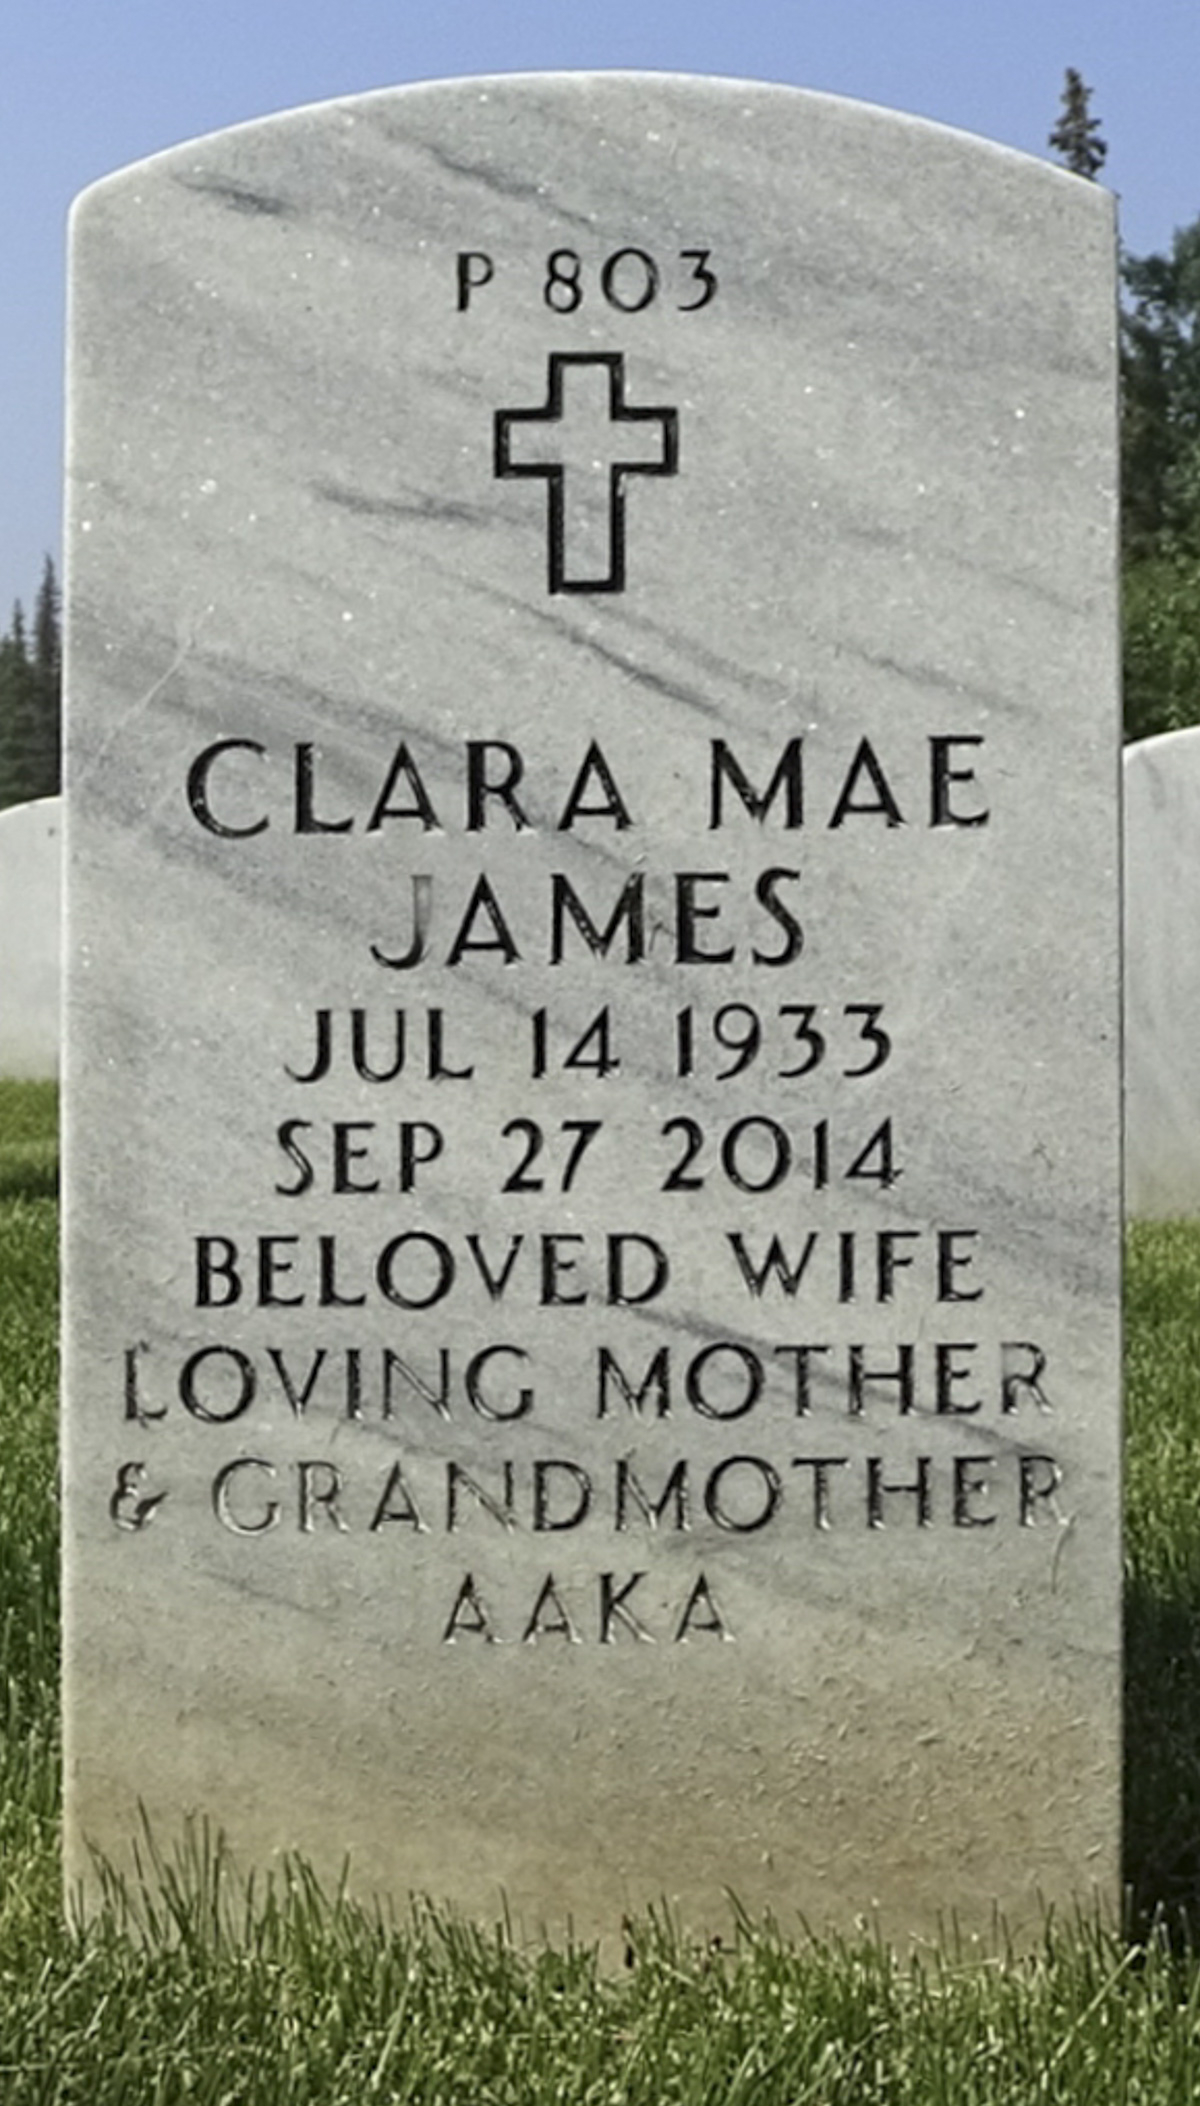 P 803
CLARA MAE
JAMES
JUL 14 1933
SEP 27 2014
BELOVED WIFE
LOVING MOTHER
& GRANDMOTHER
AAKA